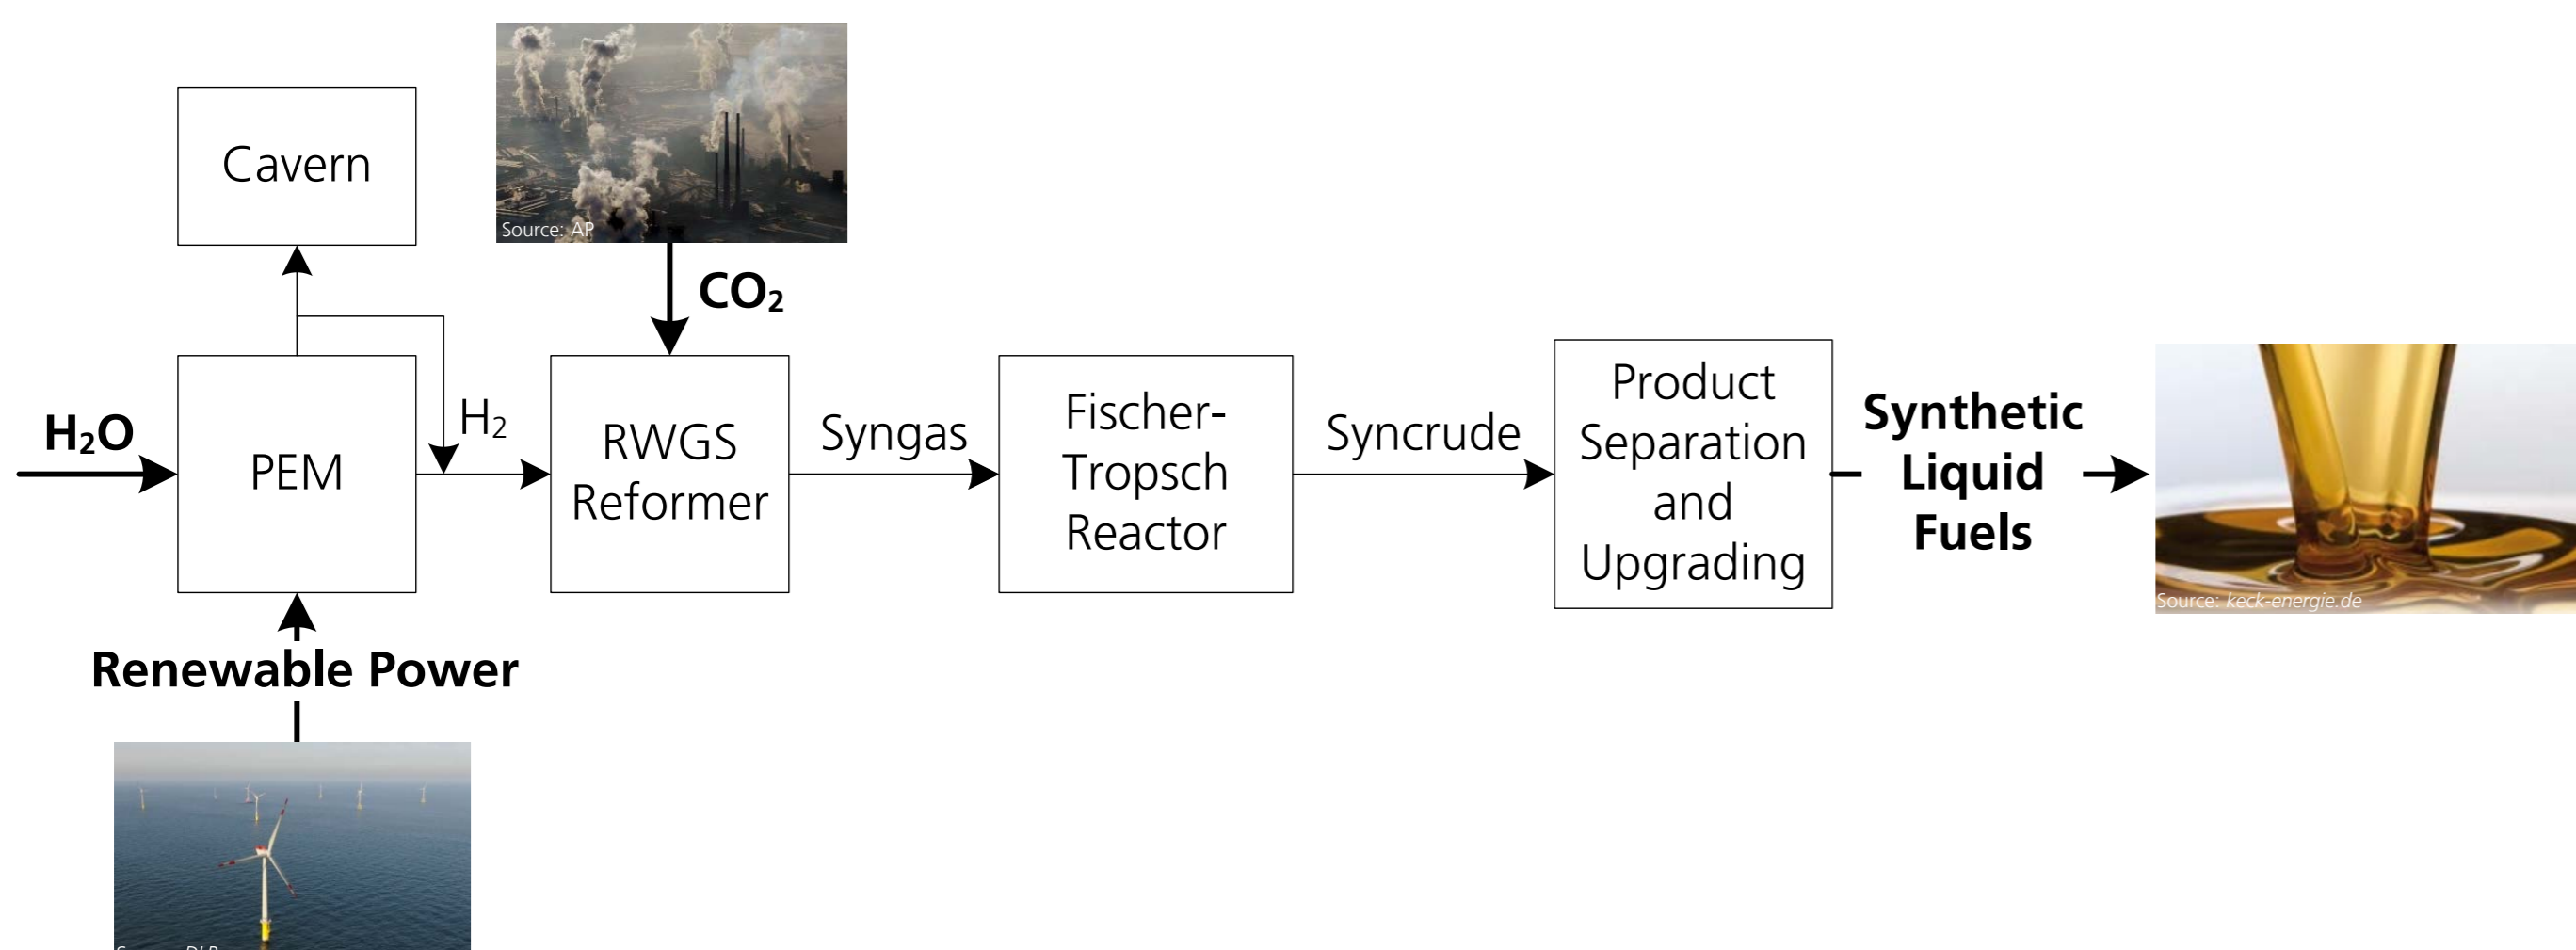 Cavern
Source: AP
CO₂
H₂O
PEM
H₂
RWGS
Reformer
Syngas
Fischer-
Tropsch
Reactor
Syncrude
Product
Separation
and
Upgrading
Synthetic
Liquid
Fuels
Source: keck-energie.de
Renewable Power